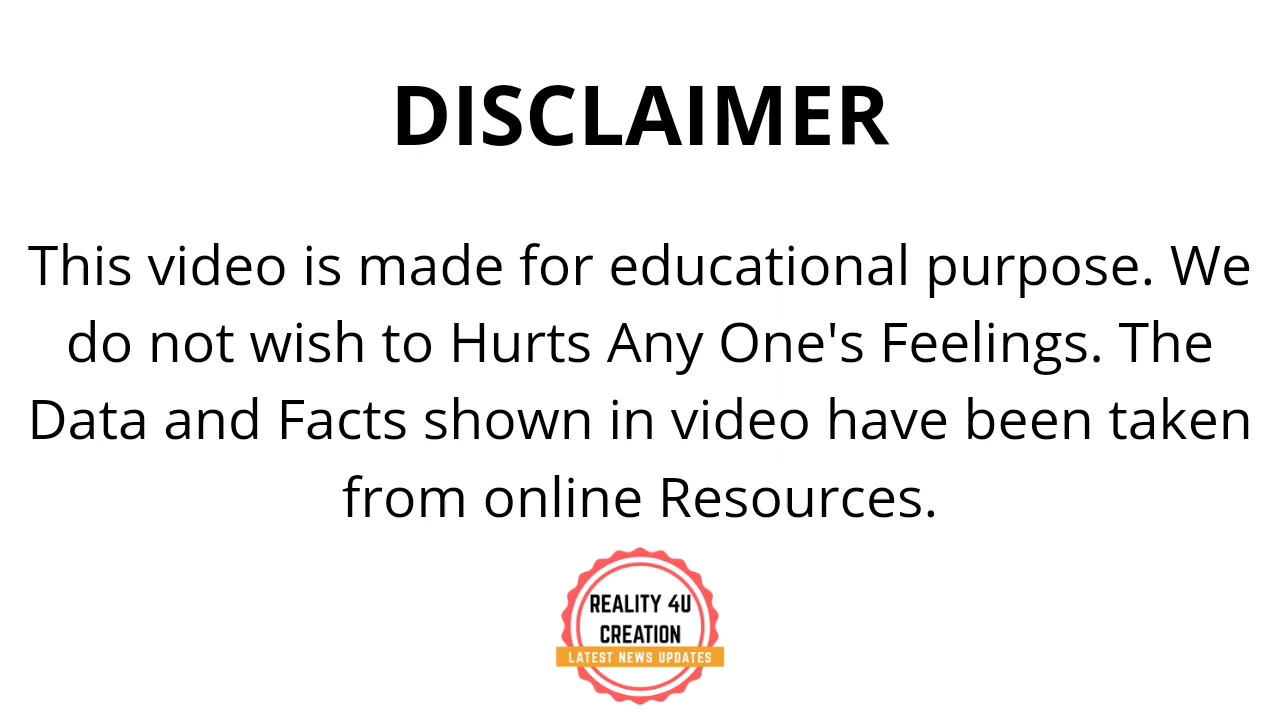 DISCLAIMER
This video is made for educational purpose. We
do not wish to Hurts Any One's Feelings. The
Data and Facts shown in video have been taken
from online Resources.
REALITY 4U
CREATION
LATEST NEWS UPDATES